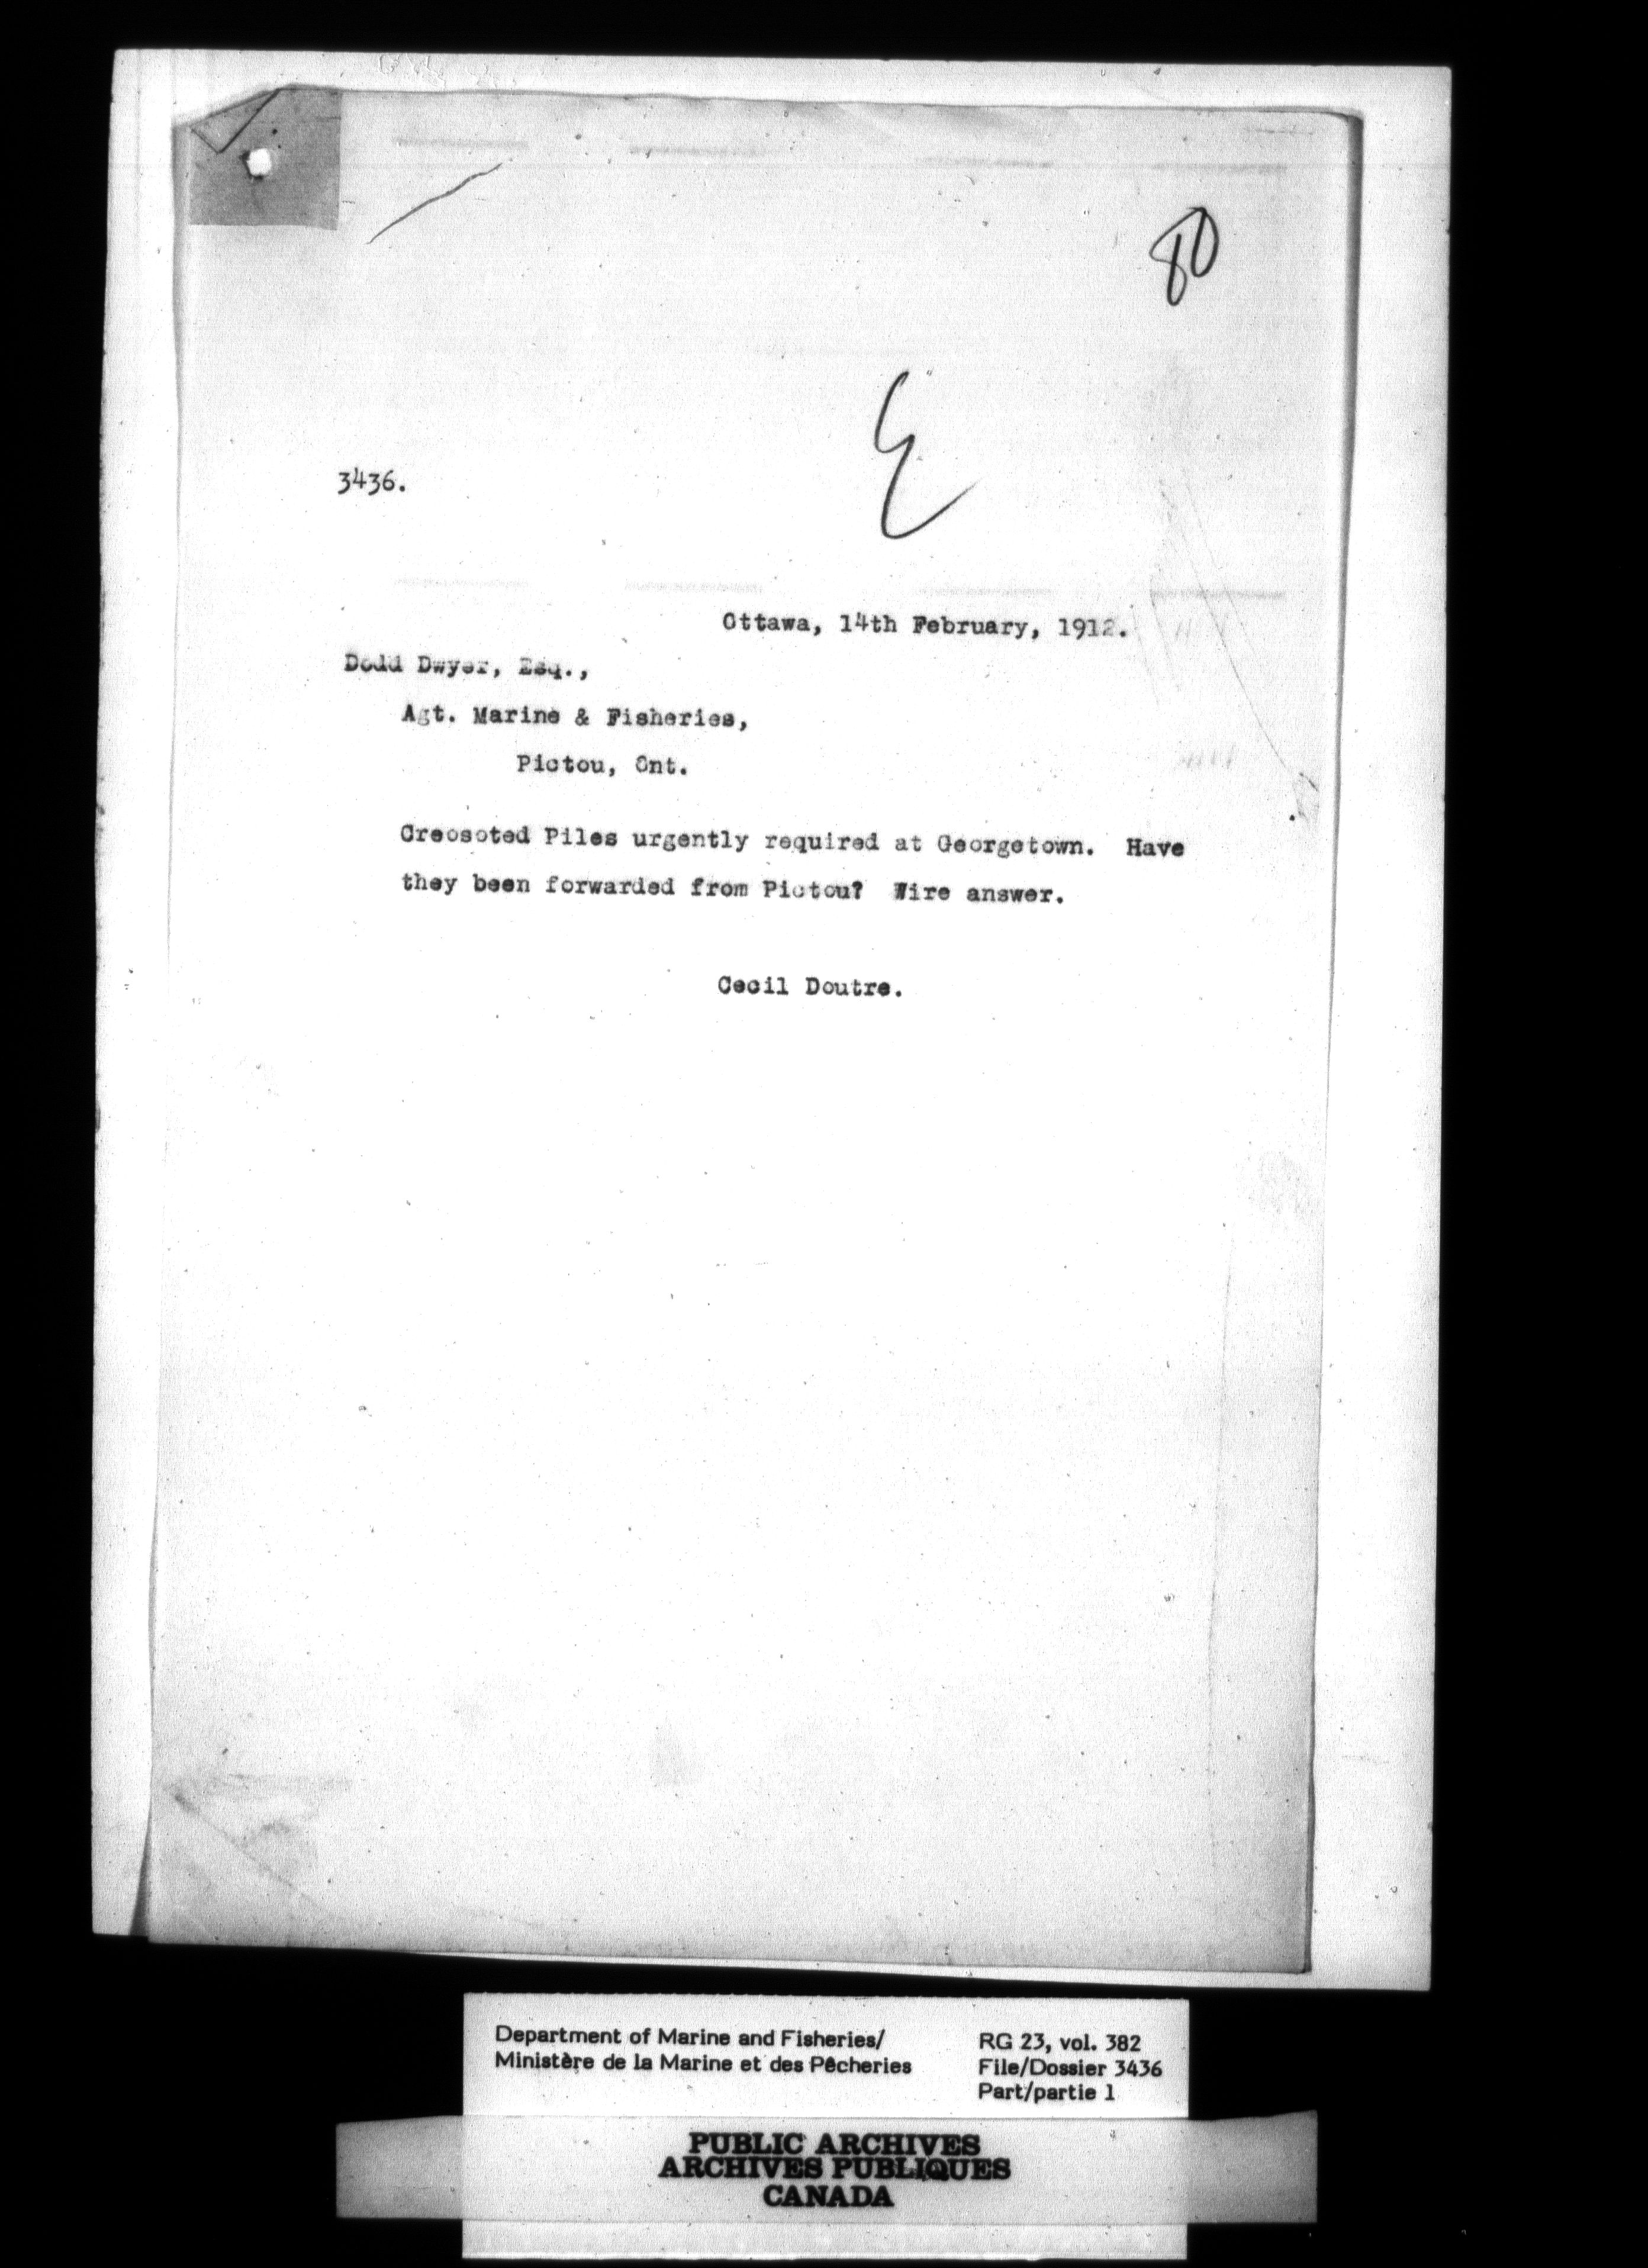 80
3436.
Ottawa, 14th February, 1912.
Dodd Dwyer, Esq.,
Agt. Marine & Fisheries,
Pictou, Ont.
Creosoted Piles urgently required at Georgetown. Have
they been forwarded from Pictou? Wire answer.
Cecil Doutre.
Department of Marine and Fisheries/
Ministère de la Marine et des Pêcheries
RG 23, vol. 382
File/Dossier 3436
Part/partie 1
PUBLIC ARCHIVES
ARCHIVES PUBLIQUES
CANADA